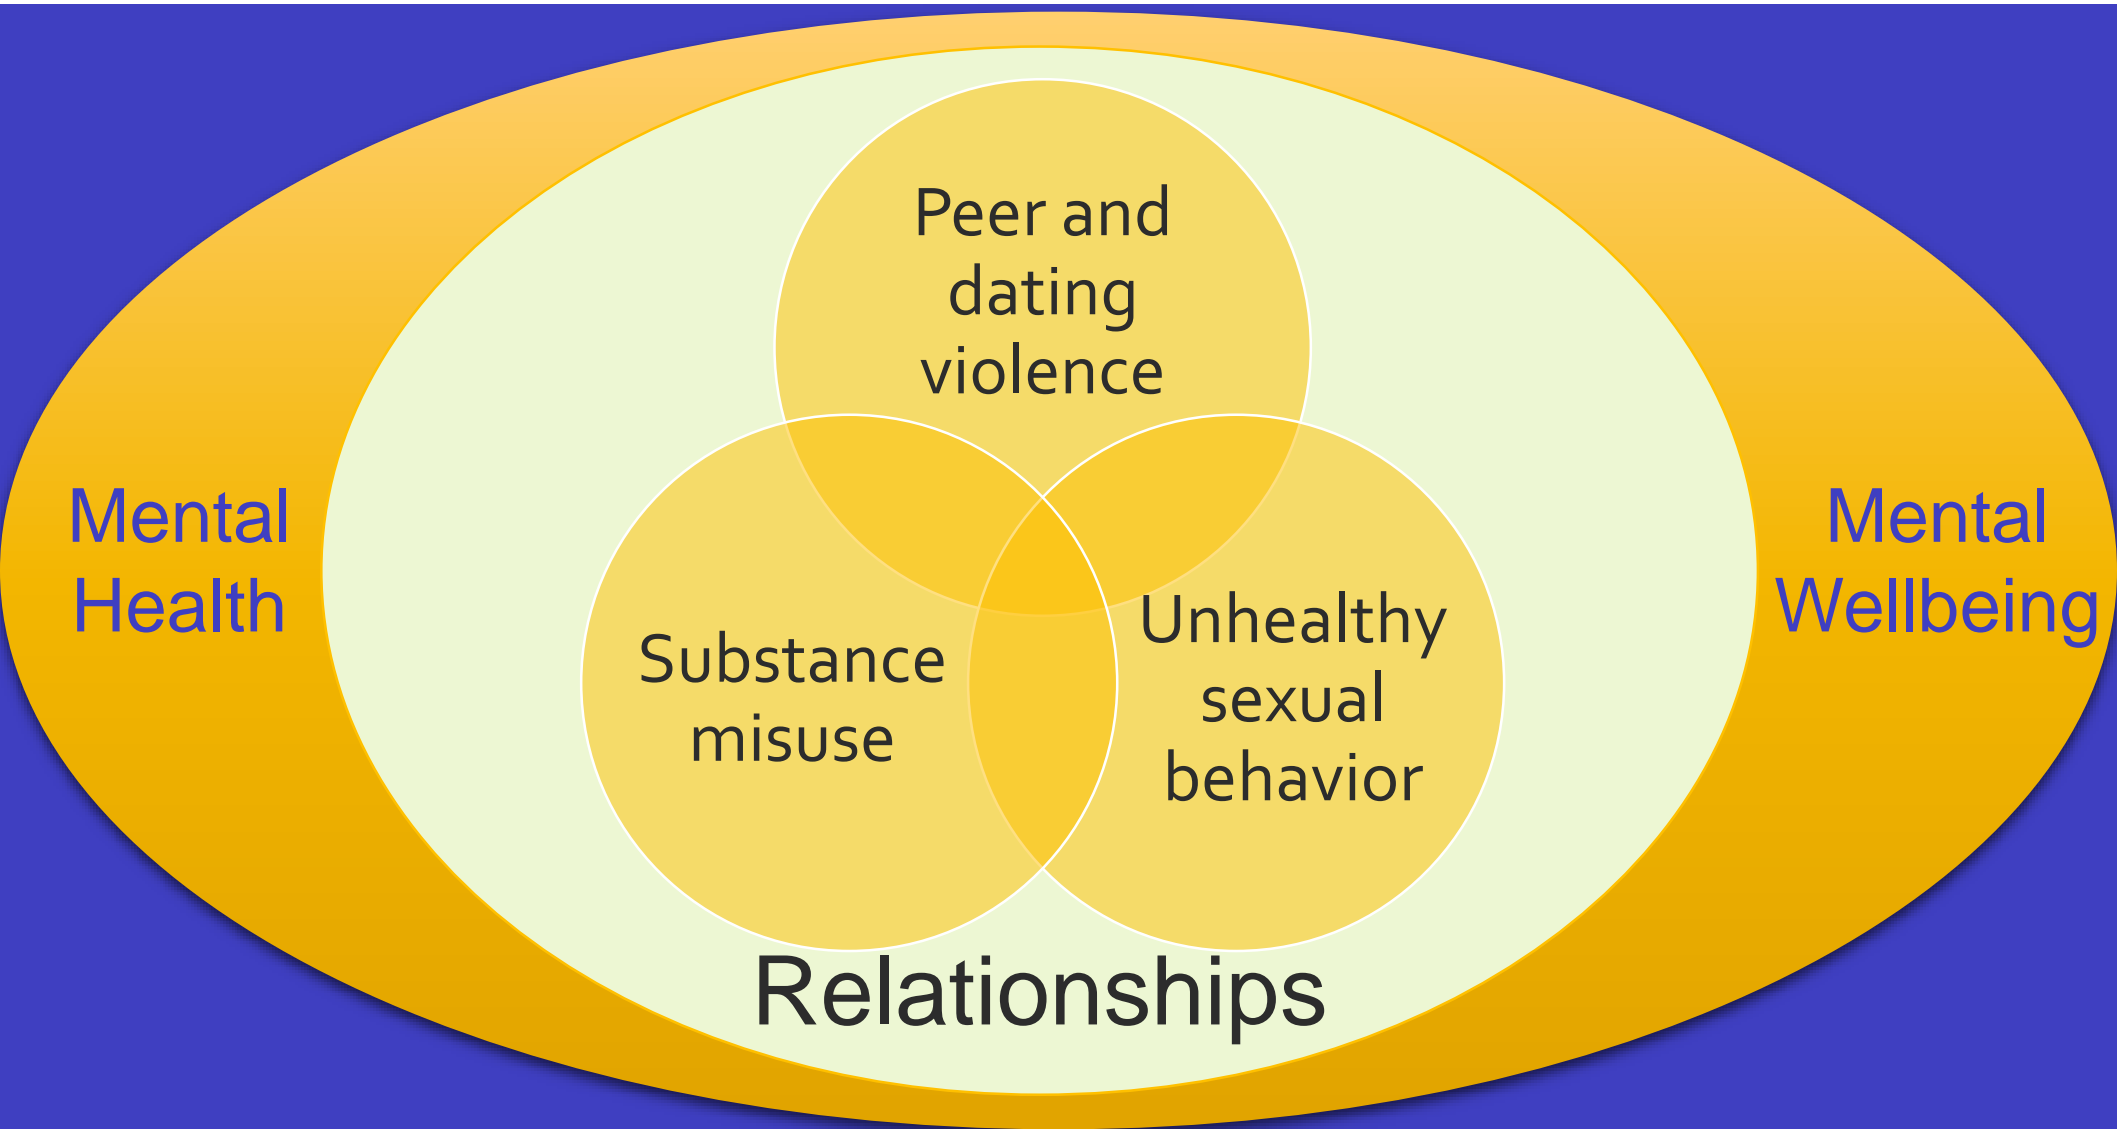 Peer and
dating
violence
Mental
Health
Mental
Wellbeing
Substance
misuse
Unhealthy
sexual
behavior
Relationships